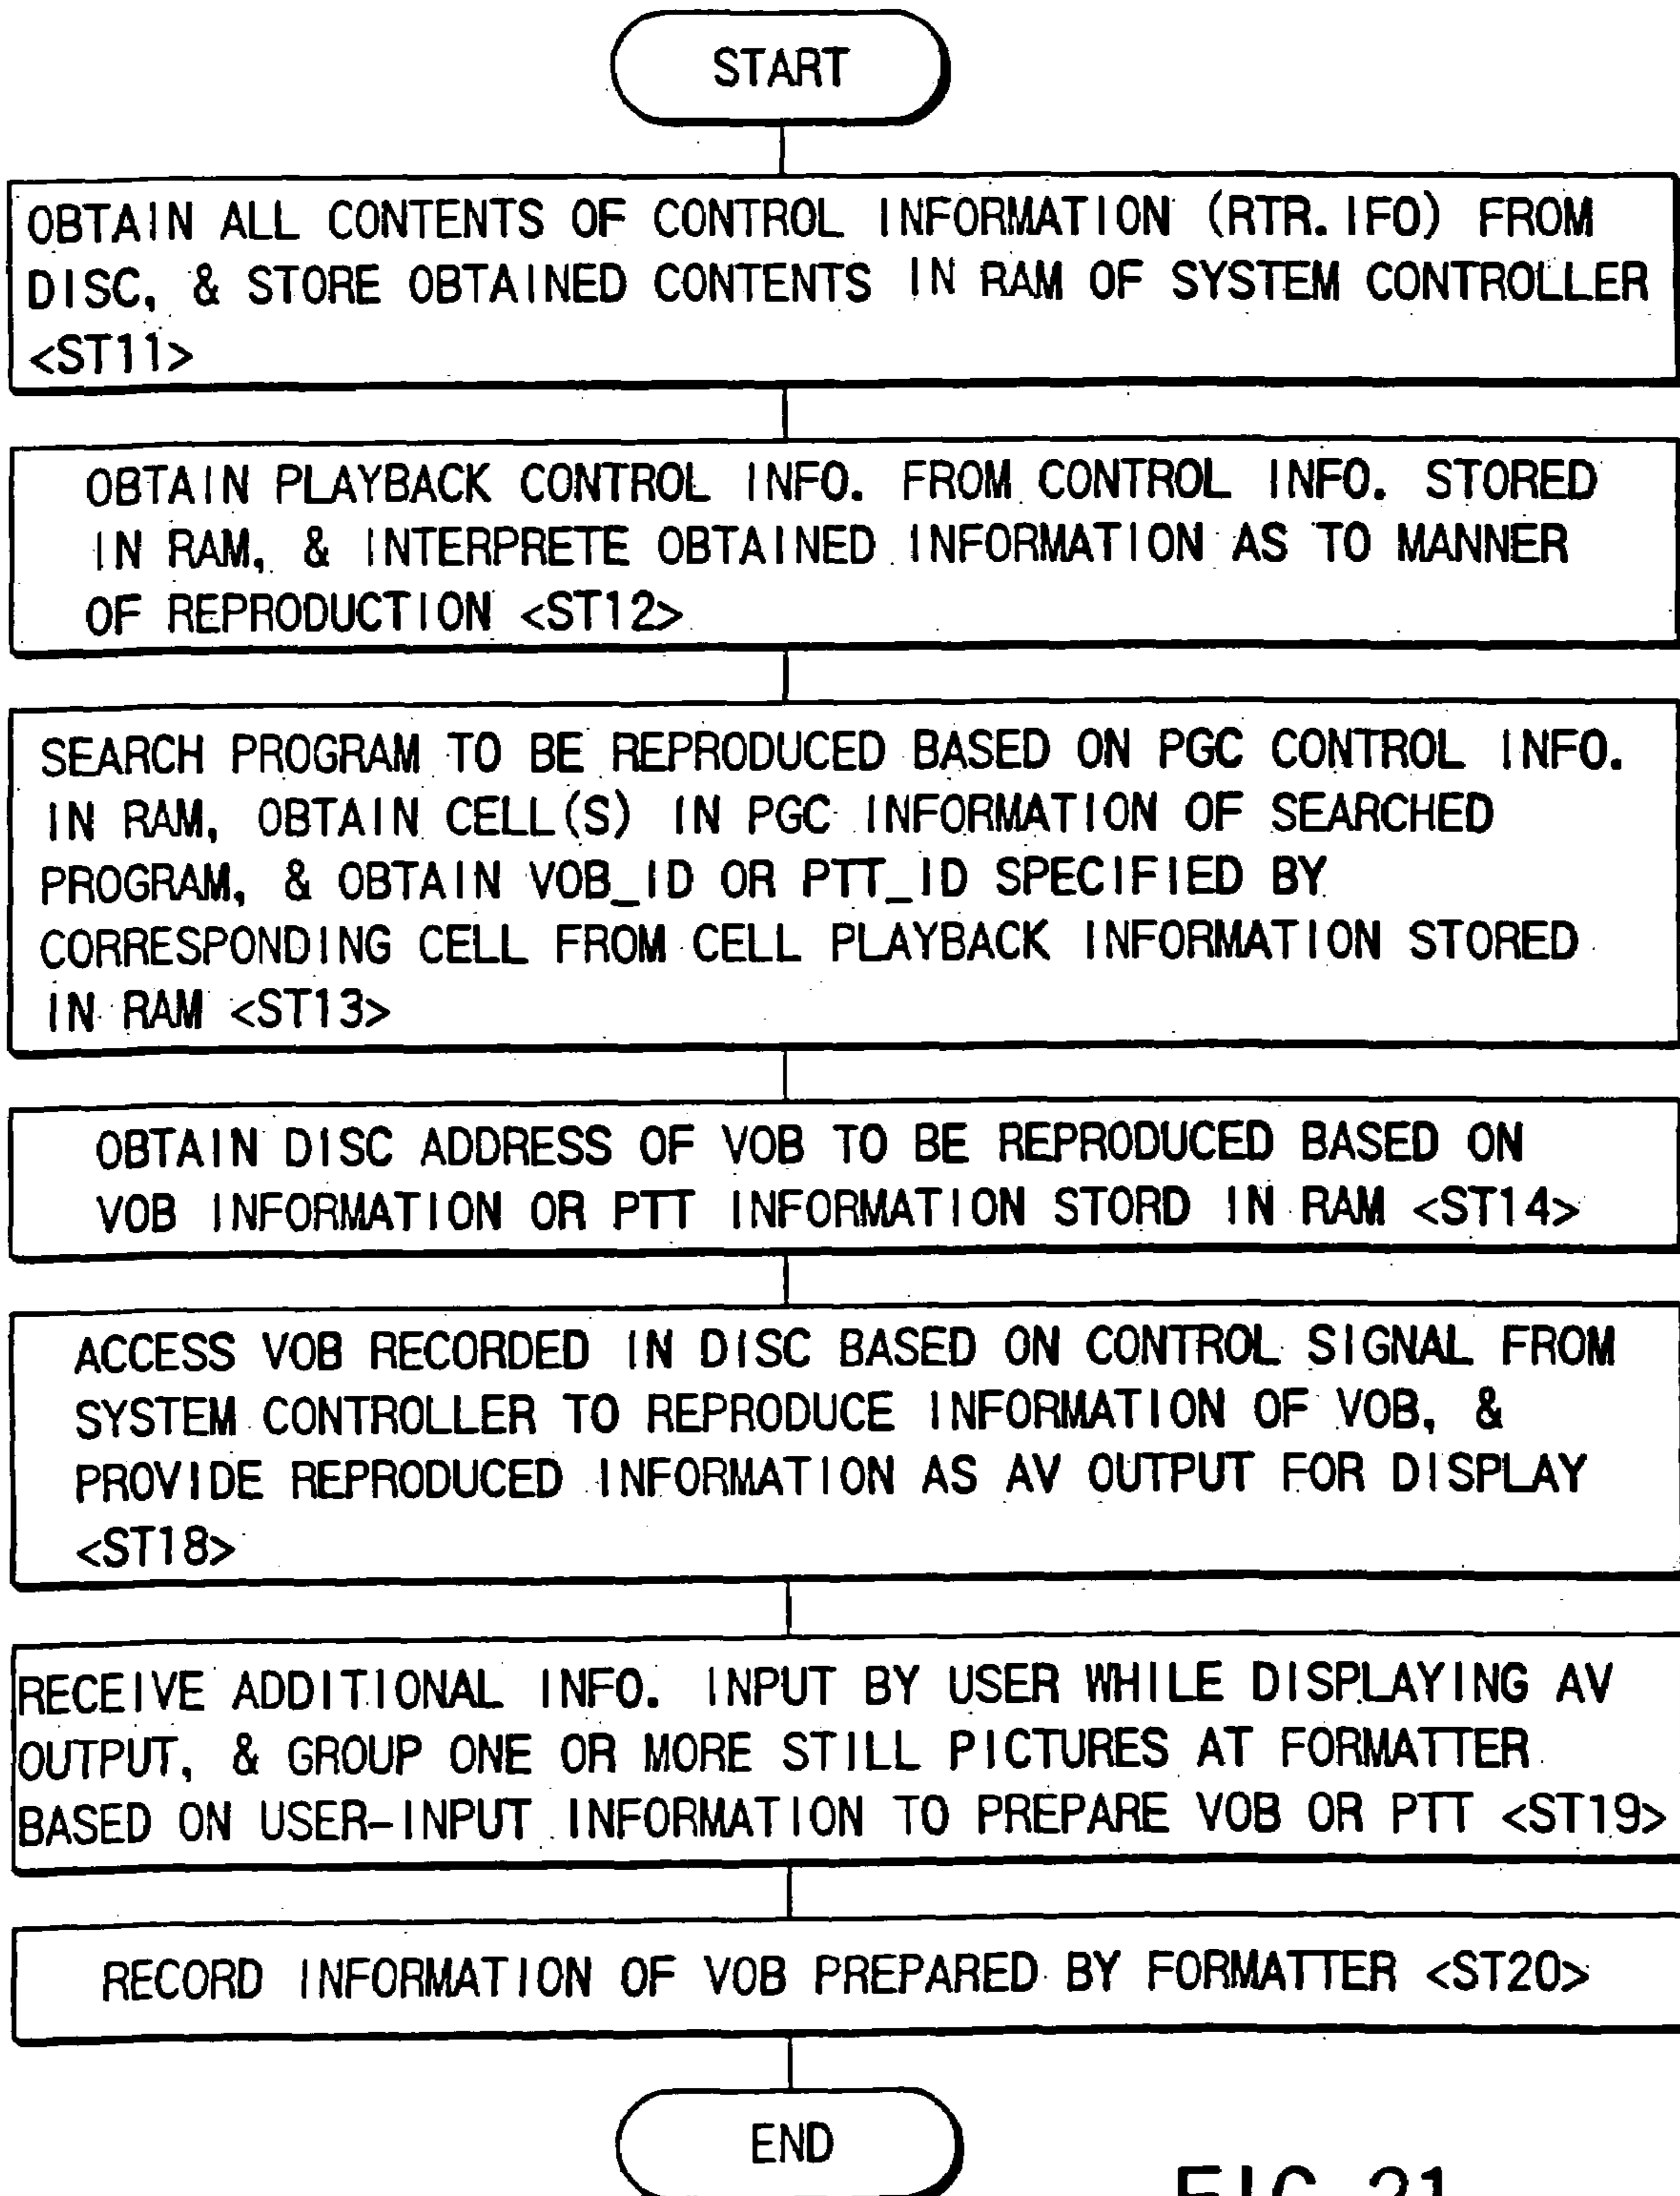 START
OBTAIN ALL CONTENTS OF CONTROL INFORMATION (RTR.IFO) FROM
DISC, & STORE OBTAINED CONTENTS IN RAM OF SYSTEM CONTROLLER
<ST11>
OBTAIN PLAYBACK CONTROL INFO. FROM CONTROL INFO. STORED
IN RAM, & INTERPRETE OBTAINED INFORMATION AS TO MANNER
OF REPRODUCTION <ST12>
SEARCH PROGRAM TO BE REPRODUCED BASED ON PGC CONTROL INFO.
IN RAM, OBTAIN CELL(S) IN PGC INFORMATION OF SEARCHED
PROGRAM, & OBTAIN VOB_ID OR PTT_ID SPECIFIED BY
CORRESPONDING CELL FROM CELL PLAYBACK INFORMATION STORED
IN RAM <ST13>
OBTAIN DISC ADDRESS OF VOB TO BE REPRODUCED BASED ON
VOB INFORMATION OR PTT INFORMATION STORD IN RAM <ST14>
ACCESS VOB RECORDED IN DISC BASED ON CONTROL SIGNAL FROM
SYSTEM CONTROLLER TO REPRODUCE INFORMATION OF VOB, &
PROVIDE REPRODUCED INFORMATION AS AV OUTPUT FOR DISPLAY
<ST18>
RECEIVE ADDITIONAL INFO. INPUT BY USER WHILE DISPLAYING AV
OUTPUT, & GROUP ONE OR MORE STILL PICTURES AT FORMATTER
BASED ON USER-INPUT INFORMATION TO PREPARE VOB OR PTT <ST19>
RECORD INFORMATION OF VOB PREPARED BY FORMATTER <ST20>
END
FIG. 21